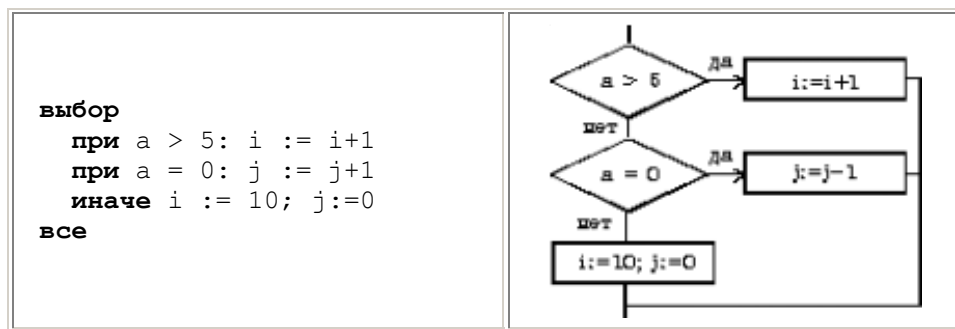 выбор
при a > 5: i := i+1
при a = 0: j := j+1
иначе i := 10; j:=0
все
a > 5
да
i:=i+1
нет
a = 0
да
j:=j-1
нет
i:=10; j:=0